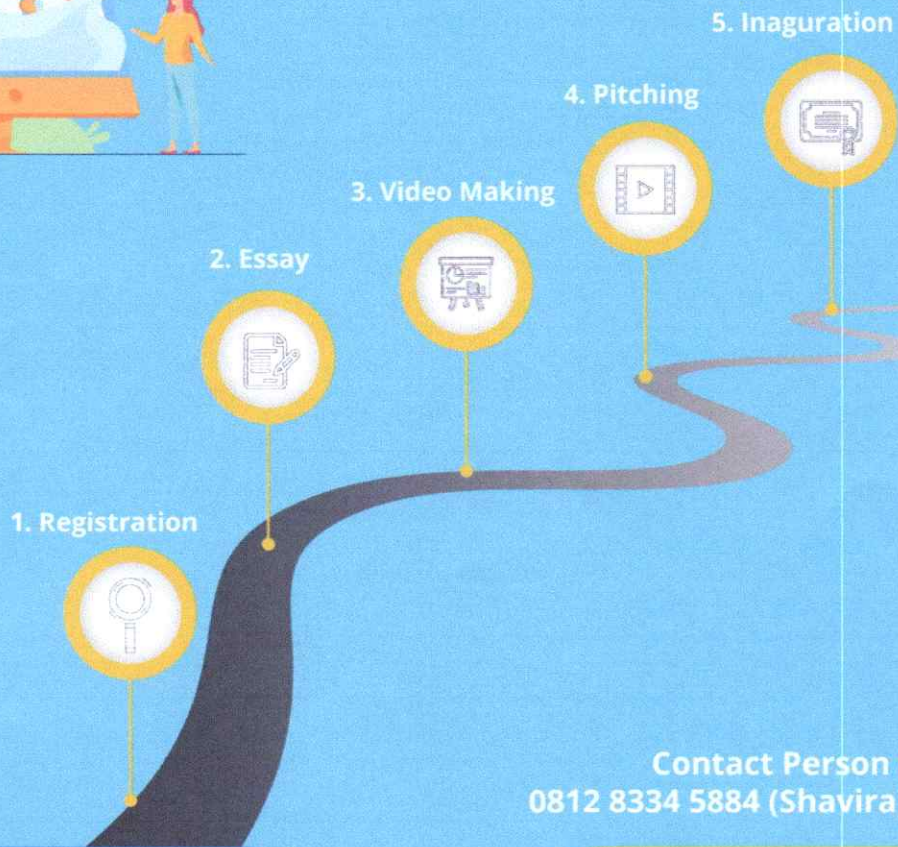 5. Inaguration
4. Pitching
3. Video Making
2. Essay
1. Registration
Contact Person
0812 8334 5884 (Shavira